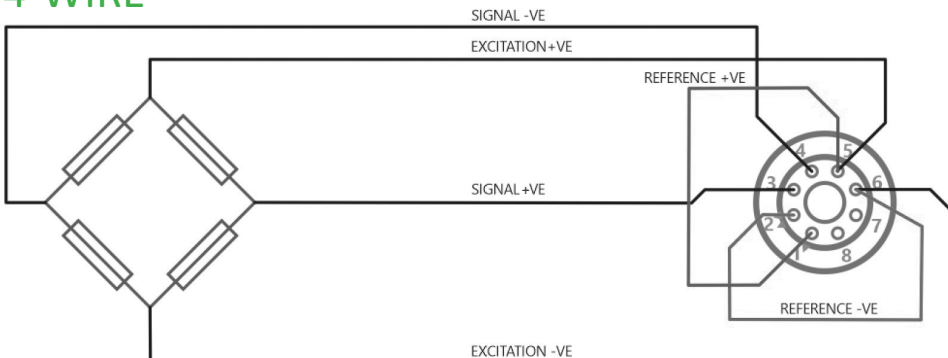 4 WIRE
SIGNAL -VE
EXCITATION+VE
REFERENCE +VE
4 5
SIGNAL+VE
3 6
2 7
1 8
REFERENCE -VE
EXCITATION -VE